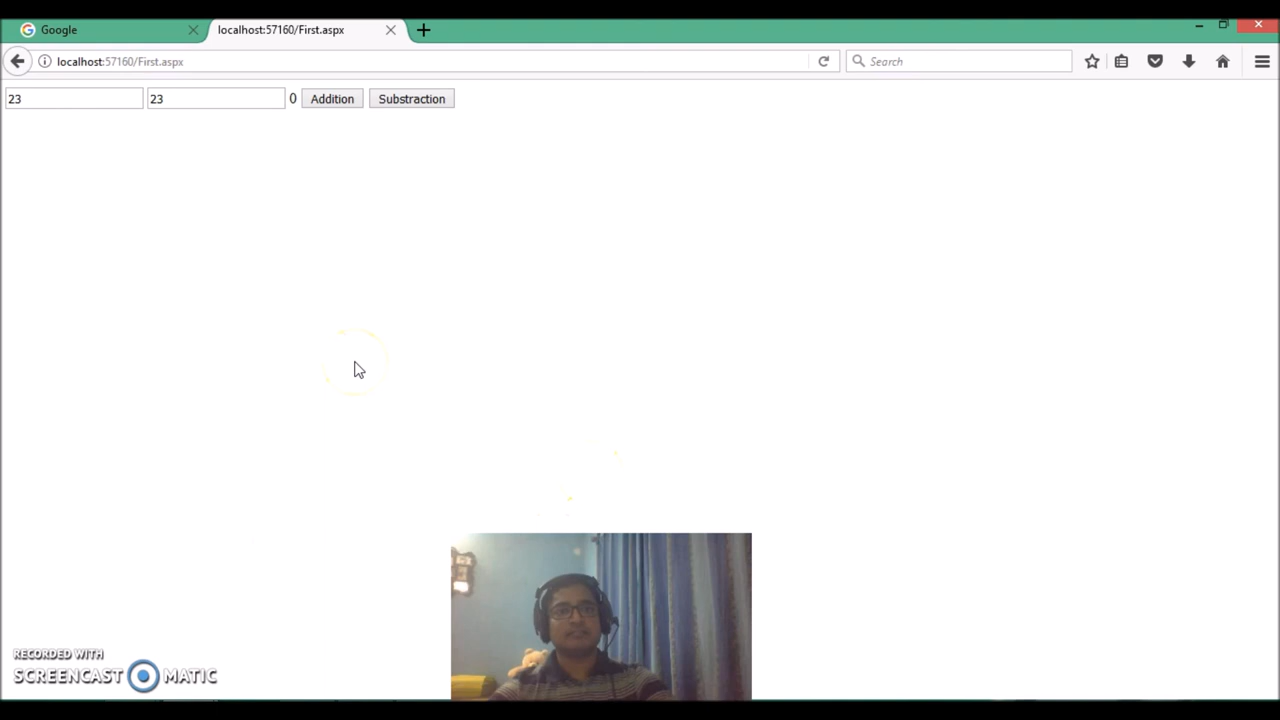 Google
localhost:57160/First.aspx
localhost:57160/First.aspx
Search
23 23 0 Addition Substraction
RECORDED WITH
SCREENCAST MATIC